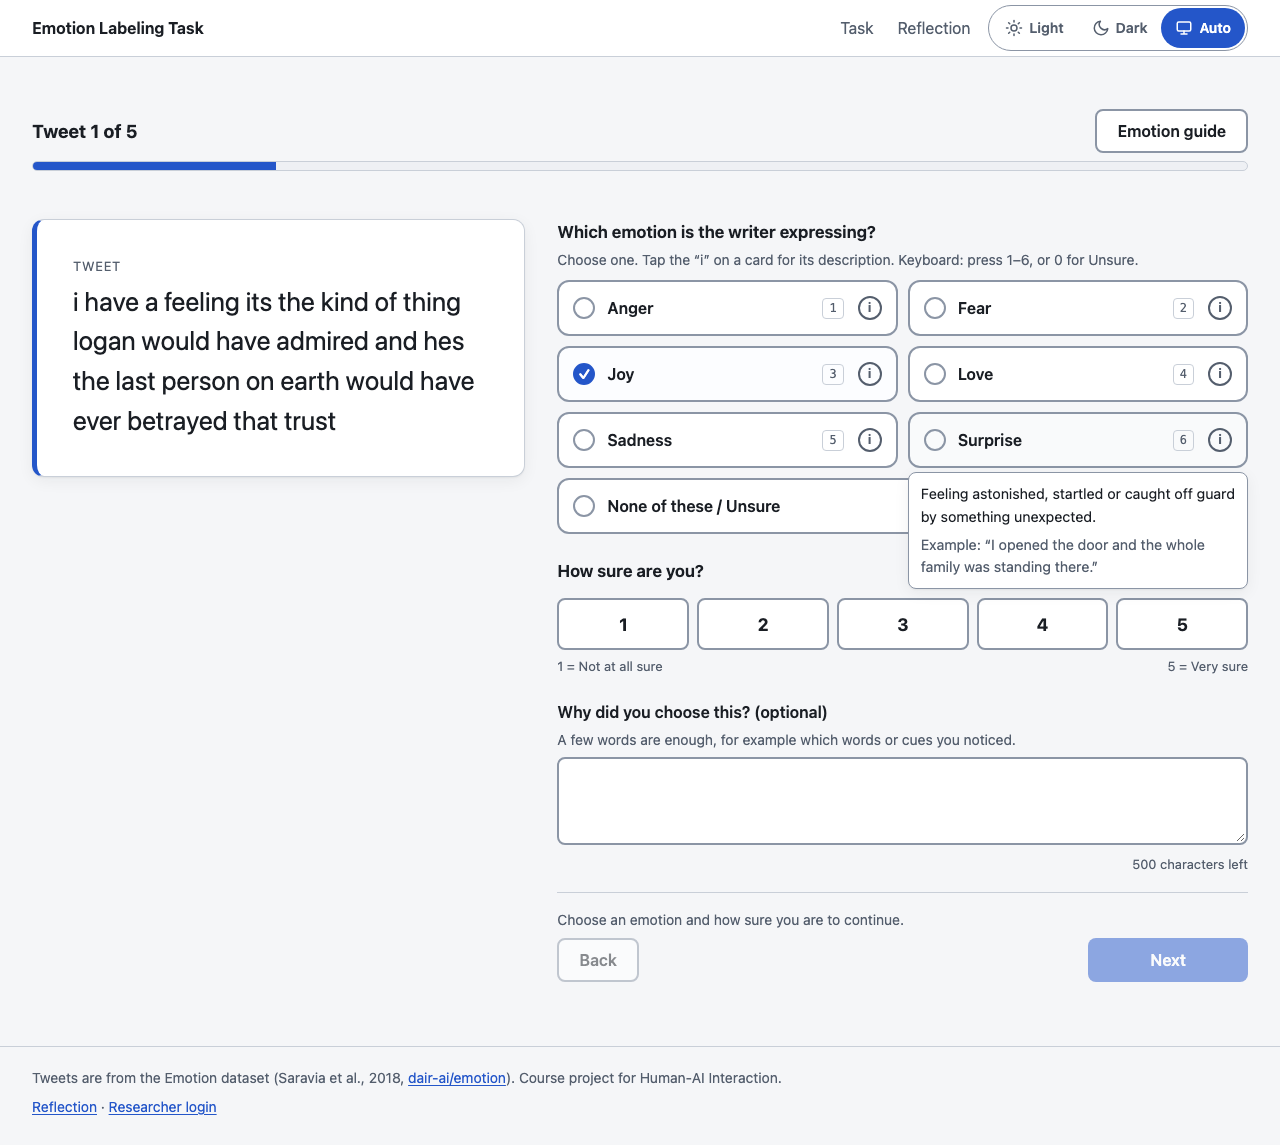 Emotion Labeling Task
Task
Reflection
Light
Dark
Auto
Tweet 1 of 5
Emotion guide
TWEET
i have a feeling its the kind of thing
logan would have admired and hes
the last person on earth would have
ever betrayed that trust
Which emotion is the writer expressing?
Choose one. Tap the “i” on a card for its description. Keyboard: press 1–6, or 0 for Unsure.
Anger 1 i
Fear 2 i
Joy 3 i
Love 4 i
Sadness 5 i
Surprise 6 i
None of these / Unsure
Feeling astonished, startled or caught off guard
by something unexpected.
Example: “I opened the door and the whole
family was standing there.”
How sure are you?
1
2
3
4
5
1 = Not at all sure
5 = Very sure
Why did you choose this? (optional)
A few words are enough, for example which words or cues you noticed.
500 characters left
Choose an emotion and how sure you are to continue.
Back
Next
Tweets are from the Emotion dataset (Saravia et al., 2018, dair-ai/emotion). Course project for Human-AI Interaction.
Reflection · Researcher login